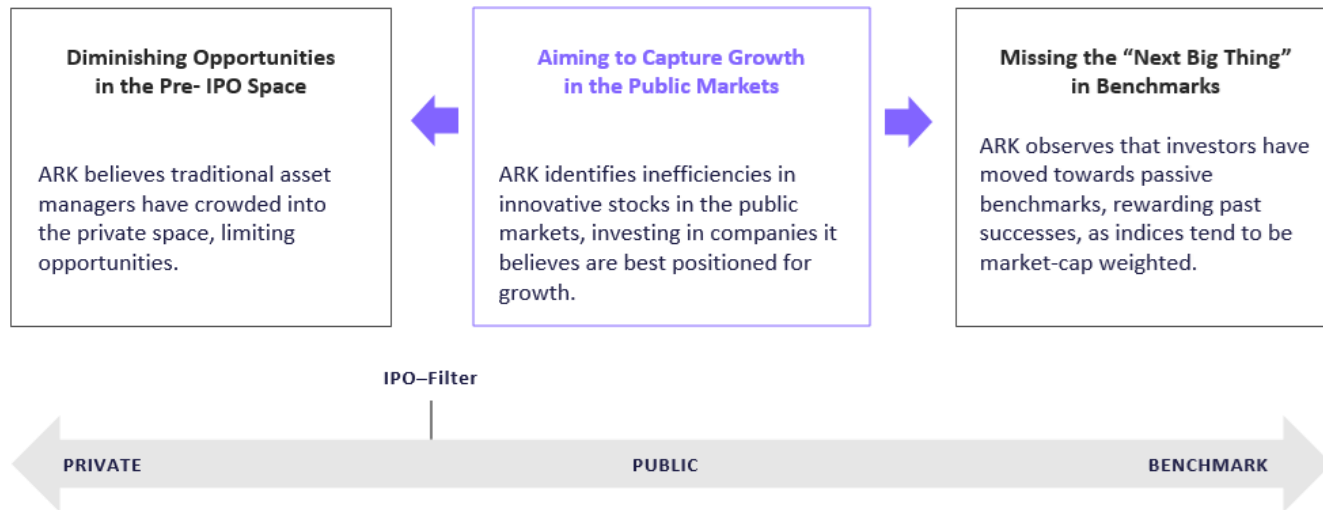 Diminishing Opportunities
in the Pre- IPO Space
ARK believes traditional asset
managers have crowded into
the private space, limiting
opportunities.
Aiming to Capture Growth
in the Public Markets
ARK identifies inefficiencies in
innovative stocks in the public
markets, investing in companies it
believes are best positioned for
growth.
Missing the “Next Big Thing”
in Benchmarks
ARK observes that investors have
moved towards passive
benchmarks, rewarding past
successes, as indices tend to be
market-cap weighted.
IPO–Filter
PRIVATE
PUBLIC
BENCHMARK